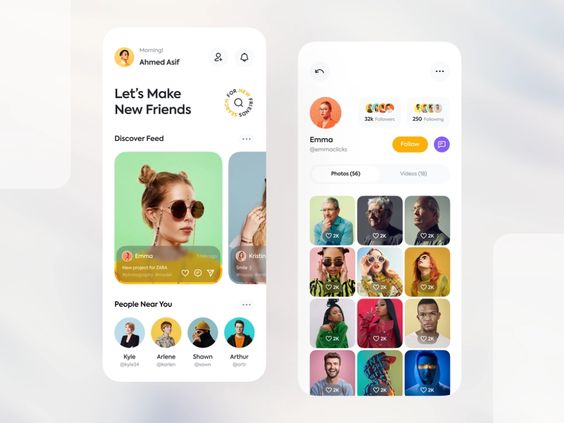 Morning!
Ahmed Asif
Let's Make
New Friends
SEARCH FOR NEW FRIENDS
Discover Feed
Emma
New project for ZARA
#photography #model
Kristin
Smile :)
People Near You
Kyle
@kyle34
Arlene
@karlen
Shawn
@sawn
Arthur
@artr
32k Followers
250 Following
Emma
@emmaclicks
Follow
Photos (56)
Videos (18)
2K
2K
2K
2K
2K
2K
2K
2K
2K
2K
2K
2K